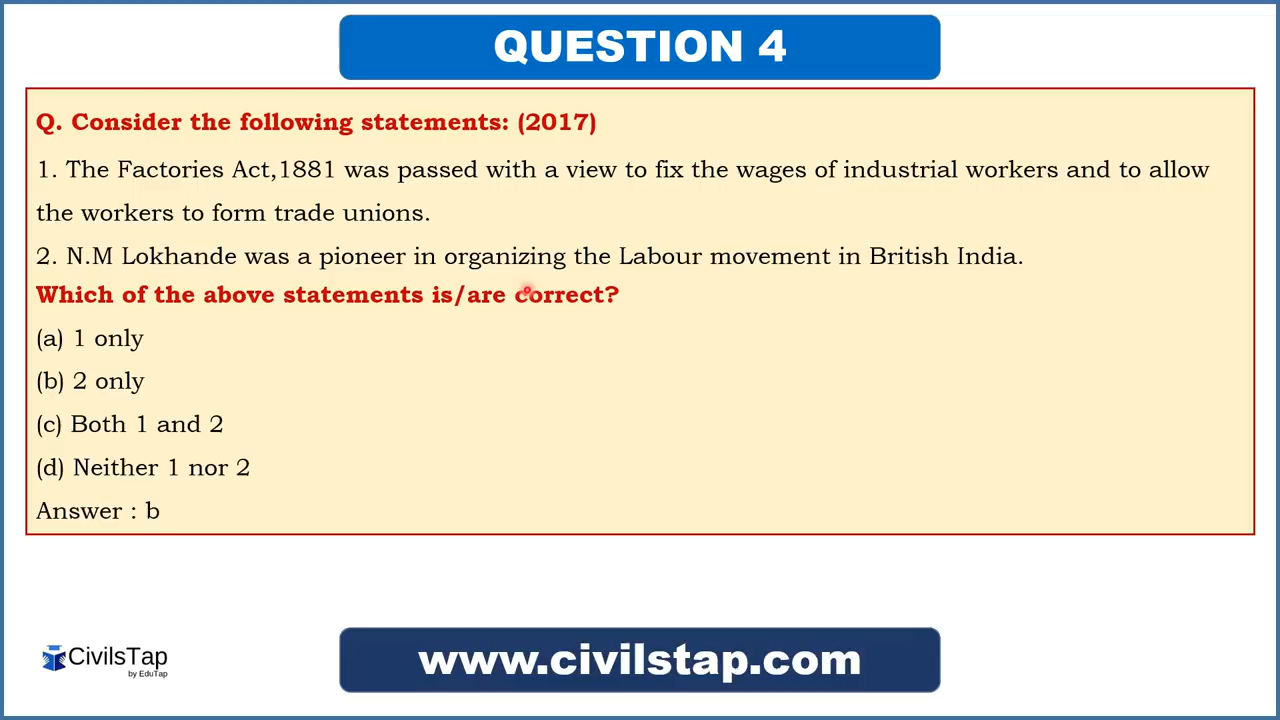 QUESTION 4
Q. Consider the following statements: (2017)
1. The Factories Act,1881 was passed with a view to fix the wages of industrial workers and to allow
the workers to form trade unions.
2. N.M Lokhande was a pioneer in organizing the Labour movement in British India.
Which of the above statements is/are correct?
(a) 1 only
(b) 2 only
(c) Both 1 and 2
(d) Neither 1 nor 2
Answer : b
CivilsTap
by EduTap
www.civilstap.com